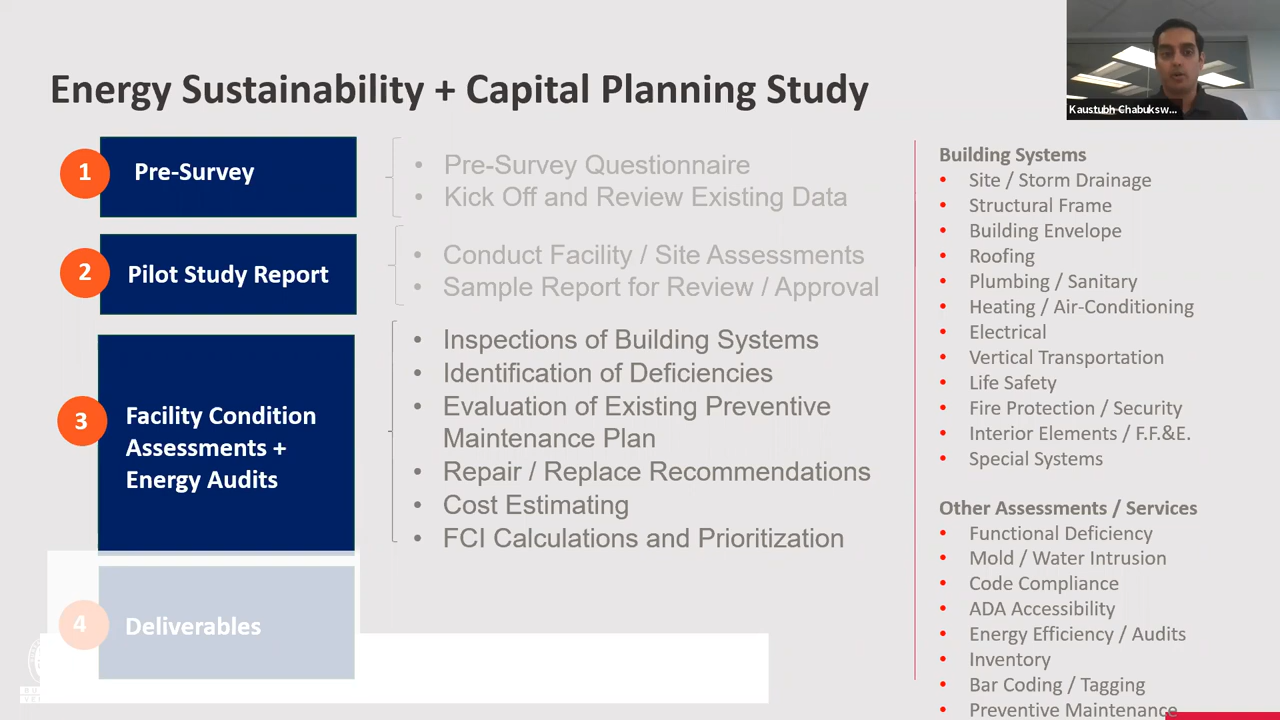 Energy Sustainability + Capital Planning Study
Kaustubh Chabuksw...
1
Pre-Survey
• Pre-Survey Questionnaire
• Kick Off and Review Existing Data
2
Pilot Study Report
• Conduct Facility / Site Assessments
• Sample Report for Review / Approval
3
Facility Condition
Assessments +
Energy Audits
• Inspections of Building Systems
• Identification of Deficiencies
• Evaluation of Existing Preventive
Maintenance Plan
• Repair / Replace Recommendations
• Cost Estimating
• FCI Calculations and Prioritization
4
Deliverables
Building Systems
• Site / Storm Drainage
• Structural Frame
• Building Envelope
• Roofing
• Plumbing / Sanitary
• Heating / Air-Conditioning
• Electrical
• Vertical Transportation
• Life Safety
• Fire Protection / Security
• Interior Elements / F.F.&E.
• Special Systems
Other Assessments / Services
• Functional Deficiency
• Mold / Water Intrusion
• Code Compliance
• ADA Accessibility
• Energy Efficiency / Audits
• Inventory
• Bar Coding / Tagging
• Preventive Maintenance